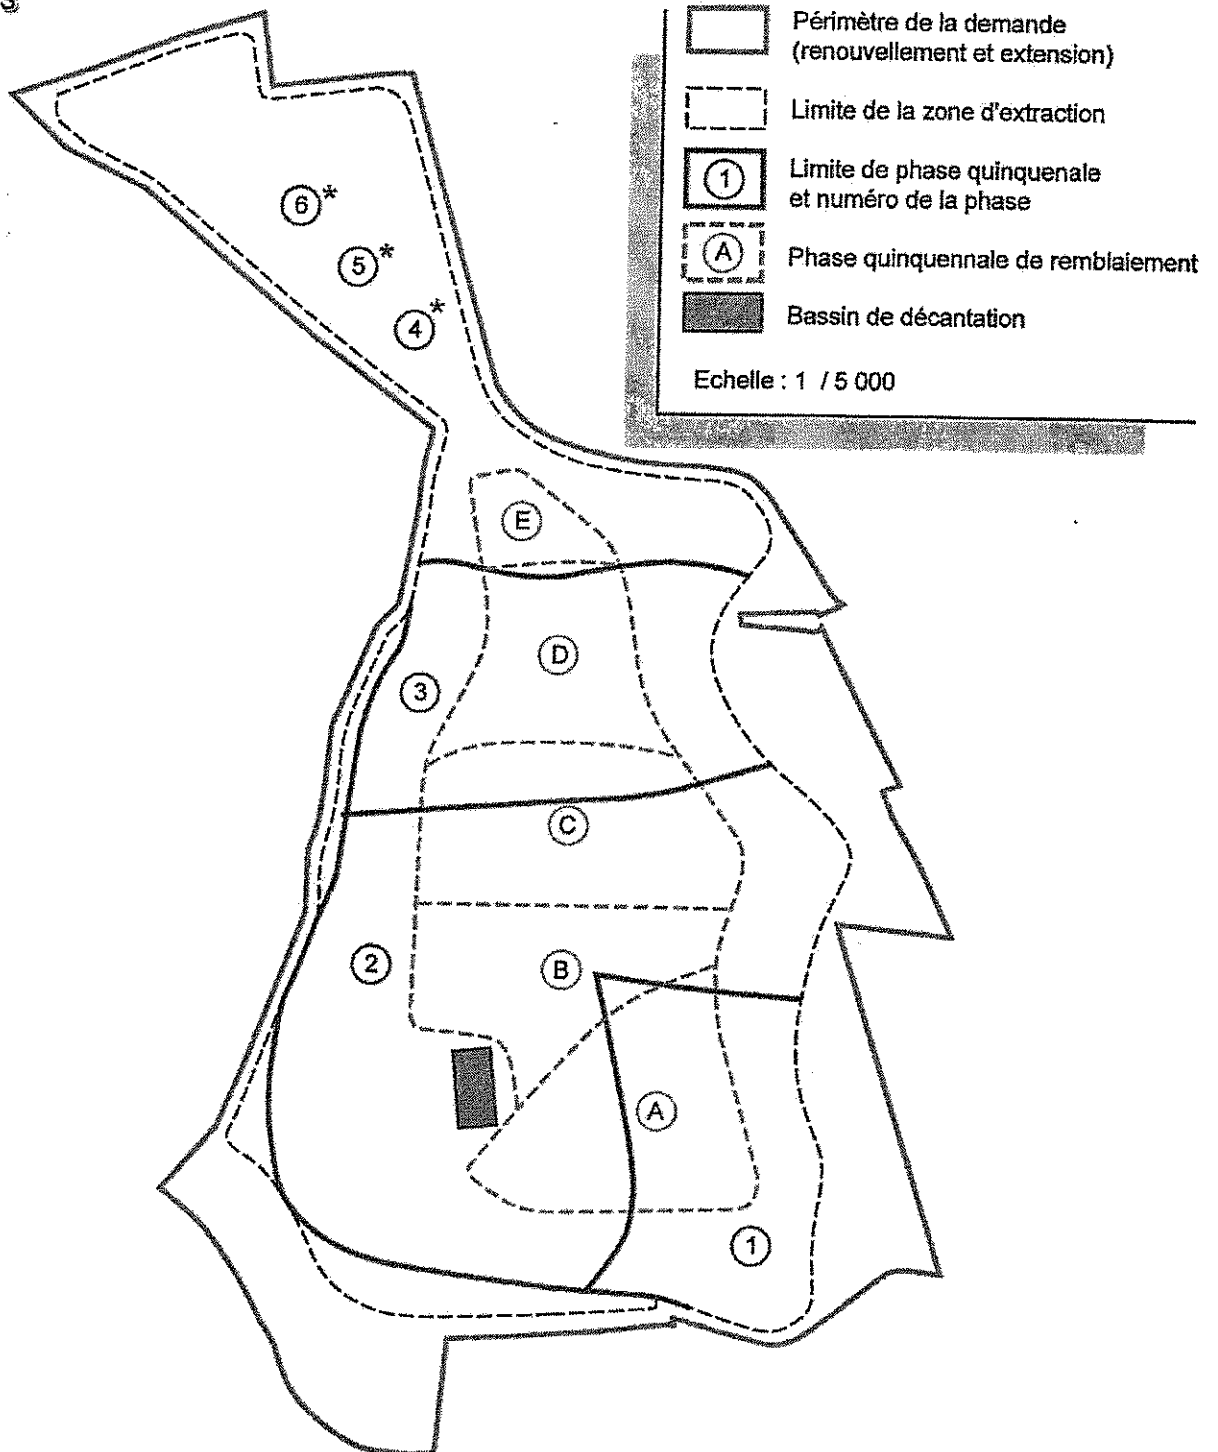 Périmètre de la demande
(renouvellement et extension)
Limite de la zone d'extraction
1
Limite de phase quinquenale
et numéro de la phase
A
Phase quinquennale de remblaiement
Bassin de décantation
Echelle : 1 / 5 000
6*
5*
4*
E
D
3
C
2
B
A
1